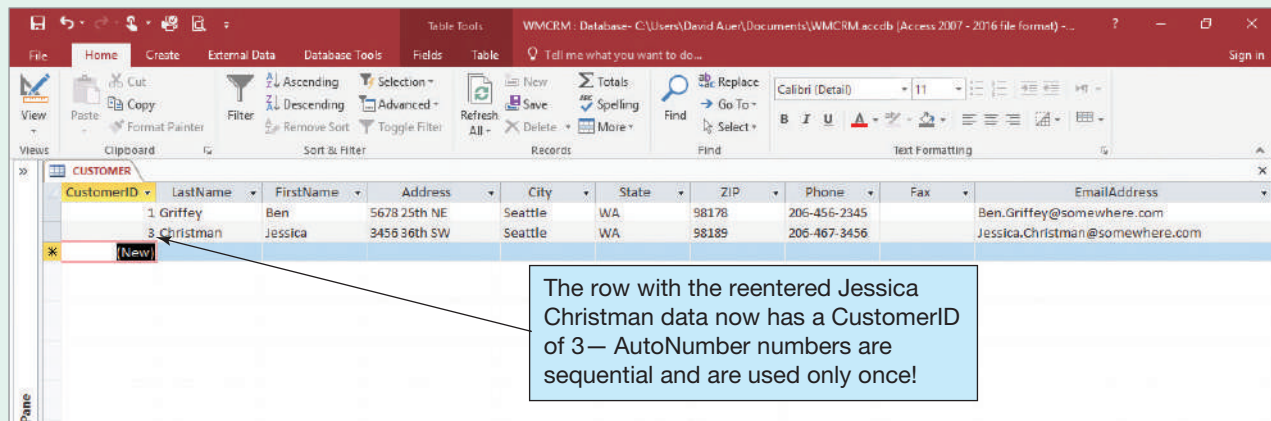 Table Tools WMCRM : Database- C:\Users\David Auer\Documents\WMCRM.accdb (Access 2007 - 2016 file format) -... ?
File Home Create External Data Database Tools Fields Table Tell me what you want to do... Sign in
View Paste Cut Copy Format Painter Filter Ascending Descending Remove Sort Selection Advanced Toggle Filter Refresh All New Save Delete Totals Spelling More Find Replace Go To Select Calibri (Detail) 11 B I U A
Views Clipboard Sort & Filter Records Find Text Formatting
CUSTOMER
CustomerID LastName FirstName Address City State ZIP Phone Fax EmailAddress
1 Griffey Ben 5678 25th NE Seattle WA 98178 206-456-2345 Ben.Griffey@somewhere.com
3 Christman Jessica 3456 36th SW Seattle WA 98189 206-467-3456 Jessica.Christman@somewhere.com
(New)
The row with the reentered Jessica
Christman data now has a CustomerID
of 3— AutoNumber numbers are
sequential and are used only once!
Pane